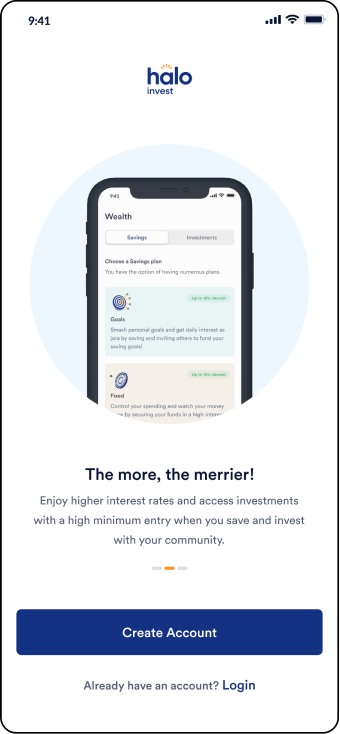 9:41
halo
invest
9:41
Wealth
Savings
Investments
Choose a Savings plan
You have the option of having numerous plans.
Up to 10% interest
Goals
Smash personal goals and get daily interest as
jara by saving and inviting others to fund your
saving goals!
Up to 10% interest
Fixed
Control your spending and watch your money
by securing your funds in a high
The more, the merrier!
Enjoy higher interest rates and access investments
with a high minimum entry when you save and invest
with your community.
Create Account
Already have an account? Login